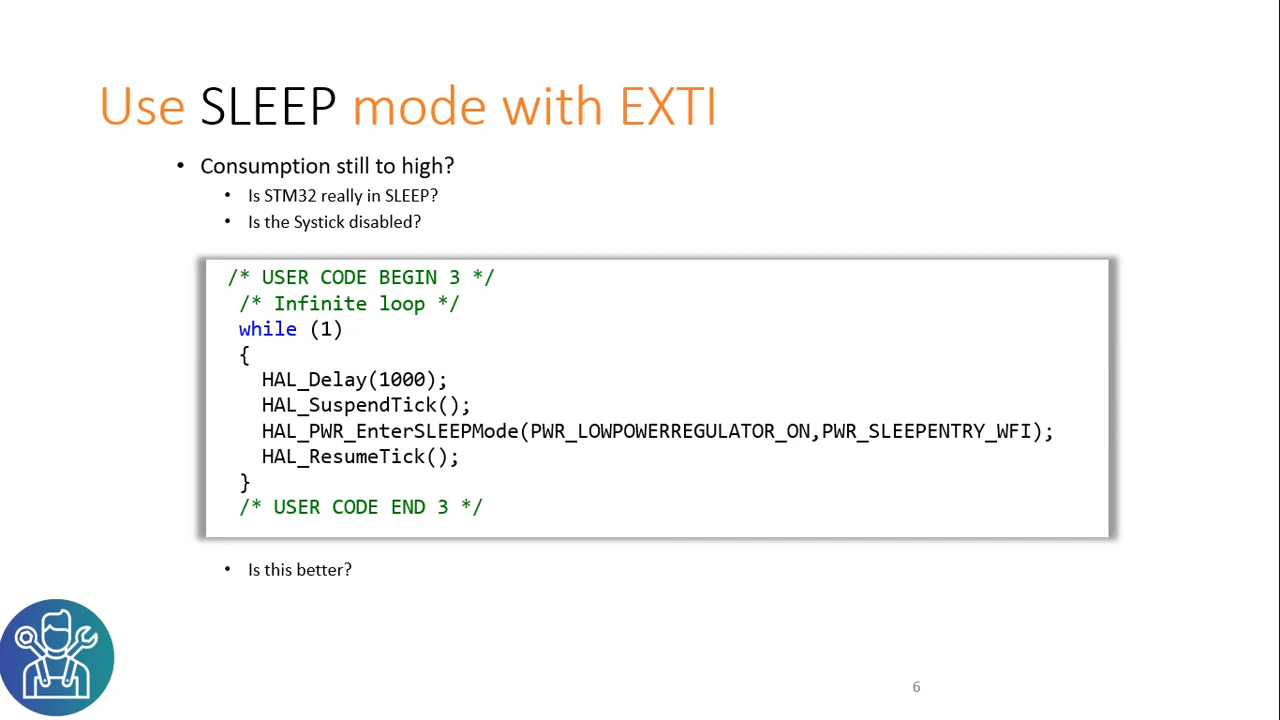 Use SLEEP mode with EXTI
• Consumption still to high?
• Is STM32 really in SLEEP?
• Is the Systick disabled?
/* USER CODE BEGIN 3 */
/* Infinite loop */
while (1)
{
HAL_Delay(1000);
HAL_SuspendTick();
HAL_PWR_EnterSLEEPMode(PWR_LOWPOWERREGULATOR_ON,PWR_SLEEPENTRY_WFI);
HAL_ResumeTick();
}
/* USER CODE END 3 */
• Is this better?
6